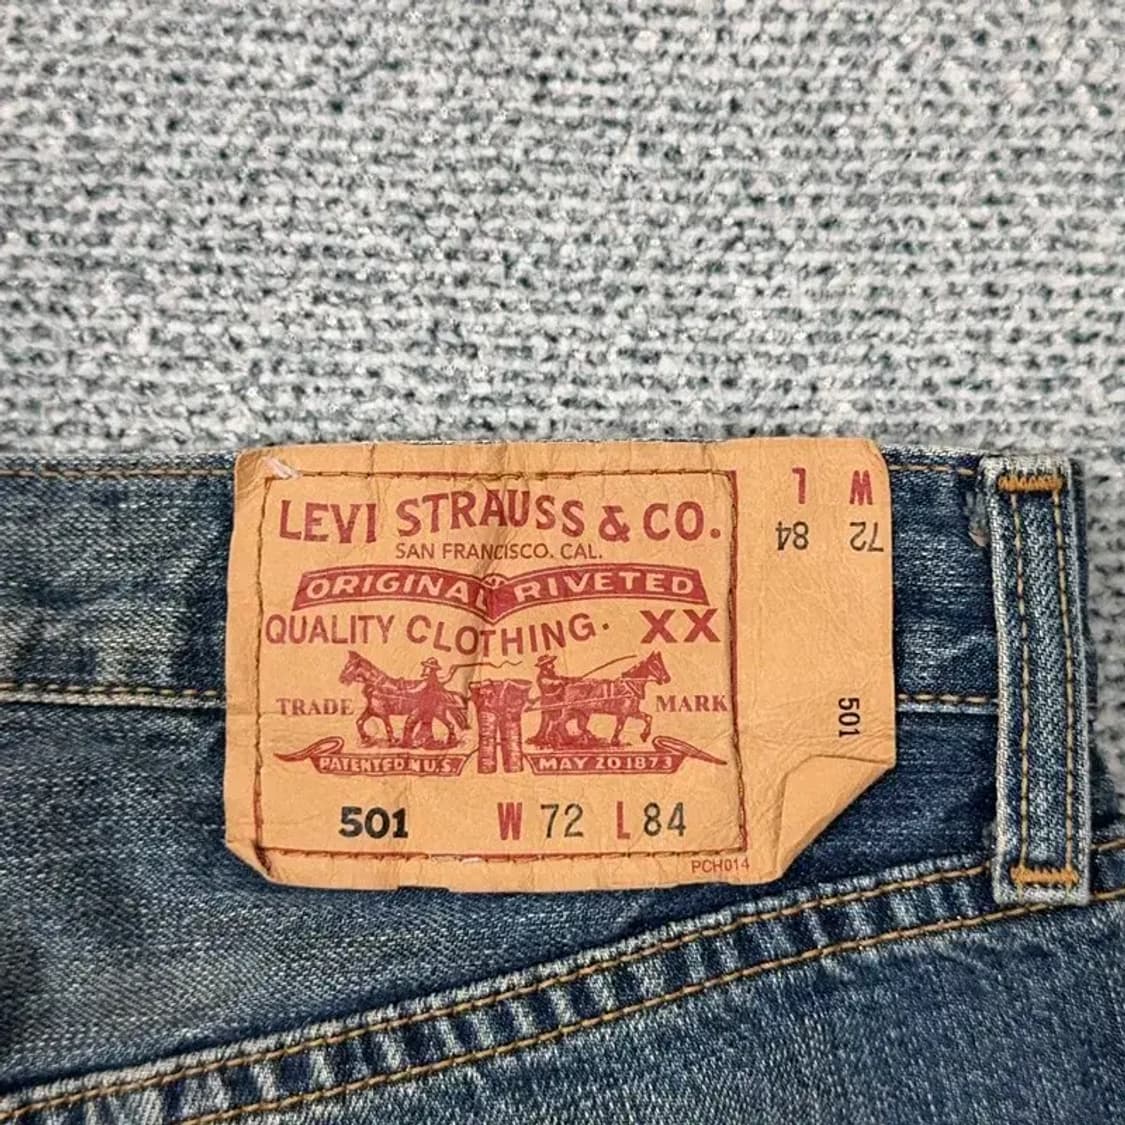 LEVI STRAUSS & CO.
SAN FRANCISCO. CAL.
ORIGINAL RIVETED
QUALITY CLOTHING. XX
TRADE MARK
PATENTED IN U.S. MAY 20 1873
501 W 72 L 84
PCH014
W L
72 84
501